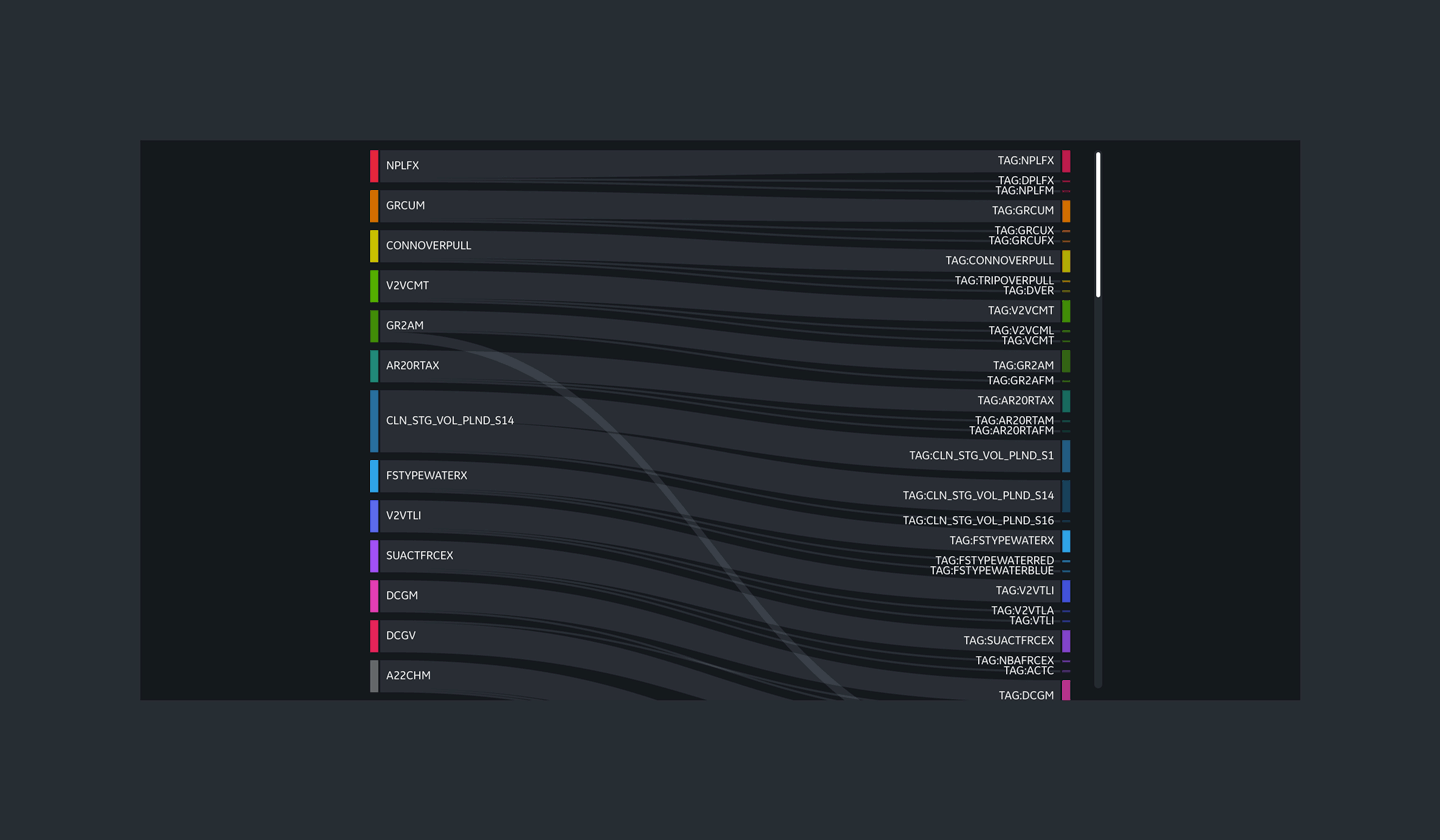 NPLFX
GRCUM
CONNOVERPULL
V2VCMT
GR2AM
AR20RTAX
CLN_STG_VOL_PLND_S14
FSTYPEWATERX
V2VTLI
SUACTFRCEX
DCGM
DCGV
A22CHM
TAG:NPLFX
TAG:DPLFX
TAG:NPLFM
TAG:GRCUM
TAG:GRCUX
TAG:GRCUFX
TAG:CONNOVERPULL
TAG:TRIPOVERPULL
TAG:DVER
TAG:V2VCMT
TAG:V2VCML
TAG:VCMT
TAG:GR2AM
TAG:GR2AFM
TAG:AR20RTAX
TAG:AR20RTAM
TAG:AR20RTAFM
TAG:CLN_STG_VOL_PLND_S1
TAG:CLN_STG_VOL_PLND_S14
TAG:CLN_STG_VOL_PLND_S16
TAG:FSTYPEWATERX
TAG:FSTYPEWATERRED
TAG:FSTYPEWATERBLUE
TAG:V2VTLI
TAG:V2VTLA
TAG:VTLI
TAG:SUACTFRCEX
TAG:NBAFRCEX
TAG:ACTC
TAG:DCGM